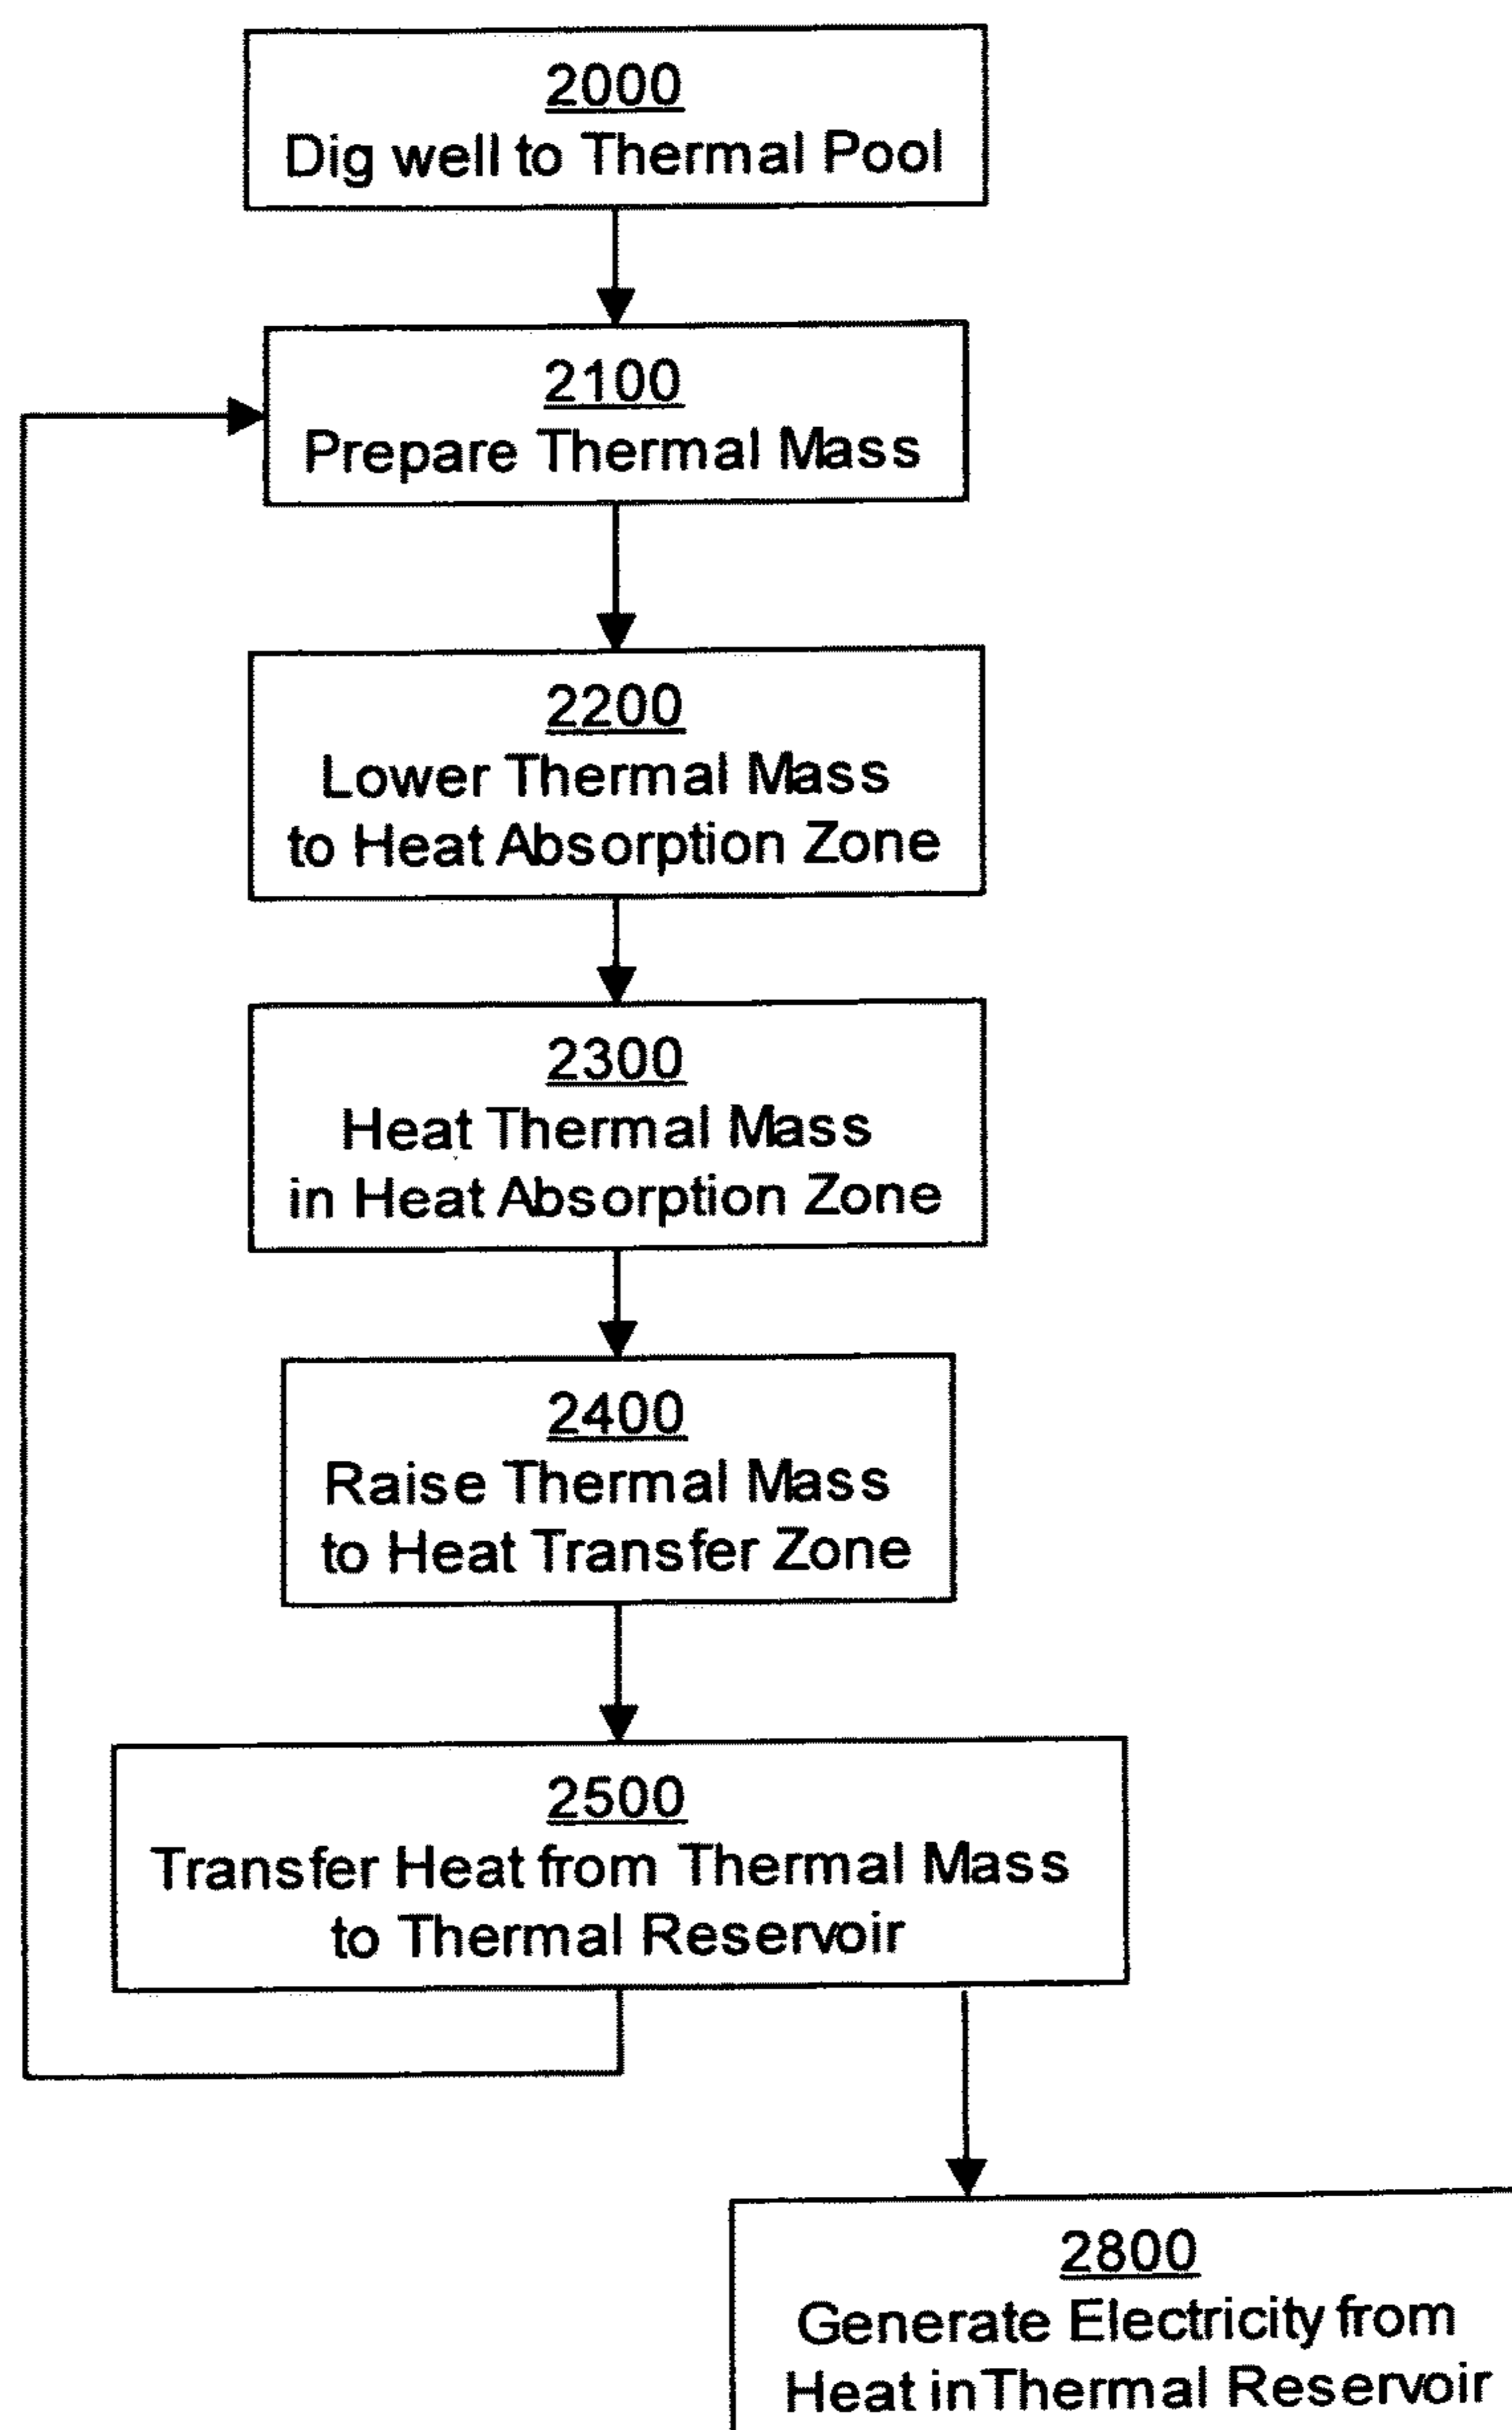 2000
Dig well to Thermal Pool
2100
Prepare Thermal Mass
2200
Lower Thermal Mass
to Heat Absorption Zone
2300
Heat Thermal Mass
in Heat Absorption Zone
2400
Raise Thermal Mass
to Heat Transfer Zone
2500
Transfer Heat from Thermal Mass
to Thermal Reservoir
2800
Generate Electricity from
Heat in Thermal Reservoir